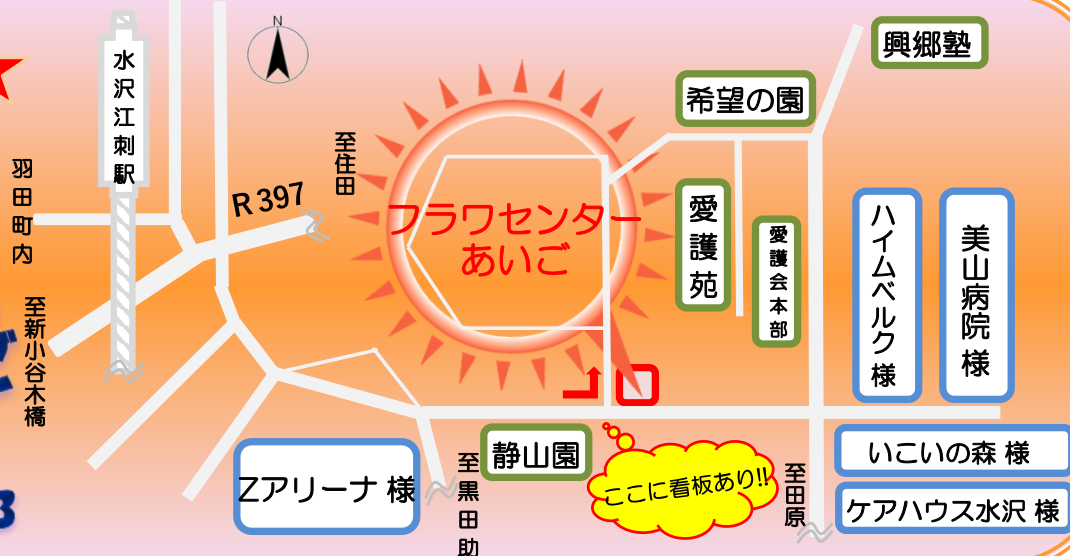 N
興郷塾
希望の園
水沢江刺駅
至住田
羽田町内
R 397
愛護苑
愛護会本部
ハイムベルク 様
美山病院 様
フラワセンター
あいご
至新小谷木橋
Zアリーナ 様
至黒田助
静山園
ここに看板あり!!
至田原
いこいの森 様
ケアハウス水沢 様